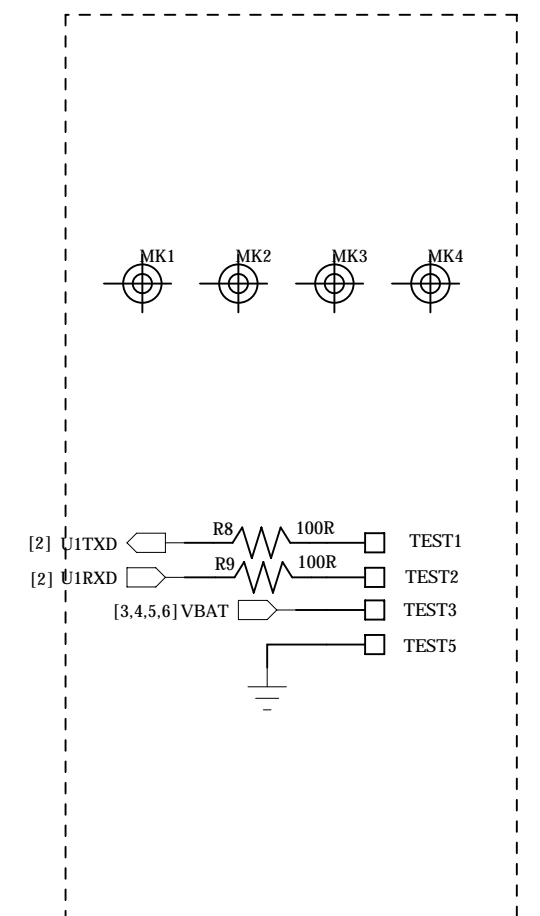 MK1 MK2 MK3 MK4
[2] U1TXD R8 100R TEST1
[2] U1RXD R9 100R TEST2
[3,4,5,6] VBAT TEST3
TEST5